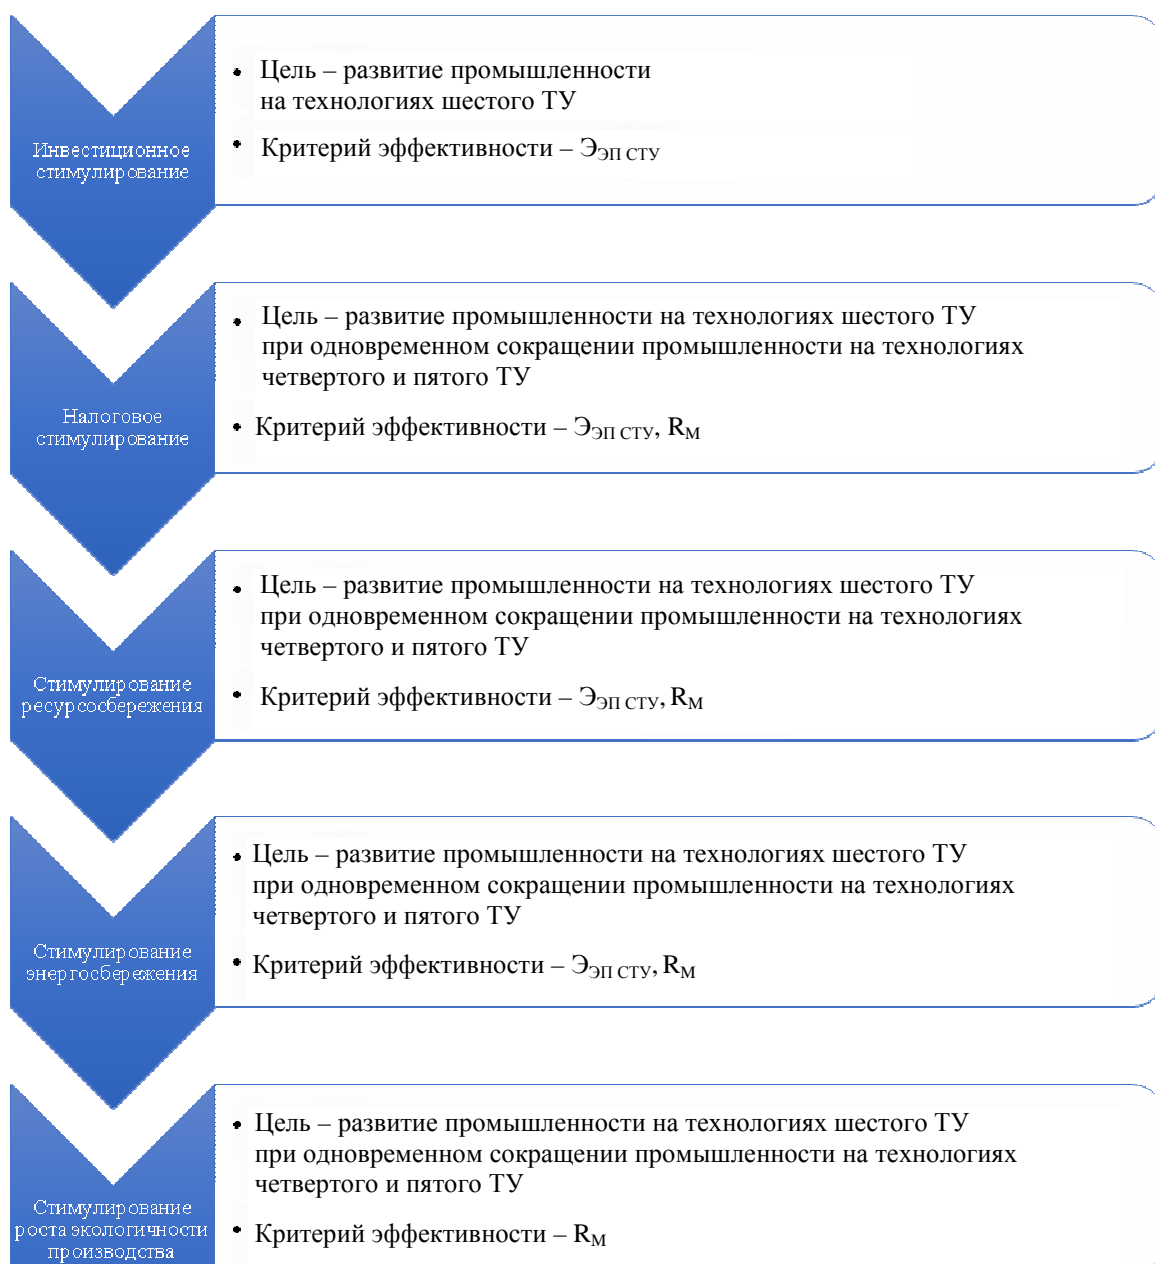 Инвестиционное
стимулирование
• Цель – развитие промышленности
на технологиях шестого ТУ
• Критерий эффективности – ЭЭП СТУ
Налоговое
стимулирование
• Цель – развитие промышленности на технологиях шестого ТУ
при одновременном сокращении промышленности на технологиях
четвертого и пятого ТУ
• Критерий эффективности – ЭЭП СТУ, RМ
Стимулирование
ресурсосбережения
• Цель – развитие промышленности на технологиях шестого ТУ
при одновременном сокращении промышленности на технологиях
четвертого и пятого ТУ
• Критерий эффективности – ЭЭП СТУ, RМ
Стимулирование
энергосбережения
• Цель – развитие промышленности на технологиях шестого ТУ
при одновременном сокращении промышленности на технологиях
четвертого и пятого ТУ
• Критерий эффективности – ЭЭП СТУ, RМ
Стимулирование
роста экологичности
производства
• Цель – развитие промышленности на технологиях шестого ТУ
при одновременном сокращении промышленности на технологиях
четвертого и пятого ТУ
• Критерий эффективности – RМ